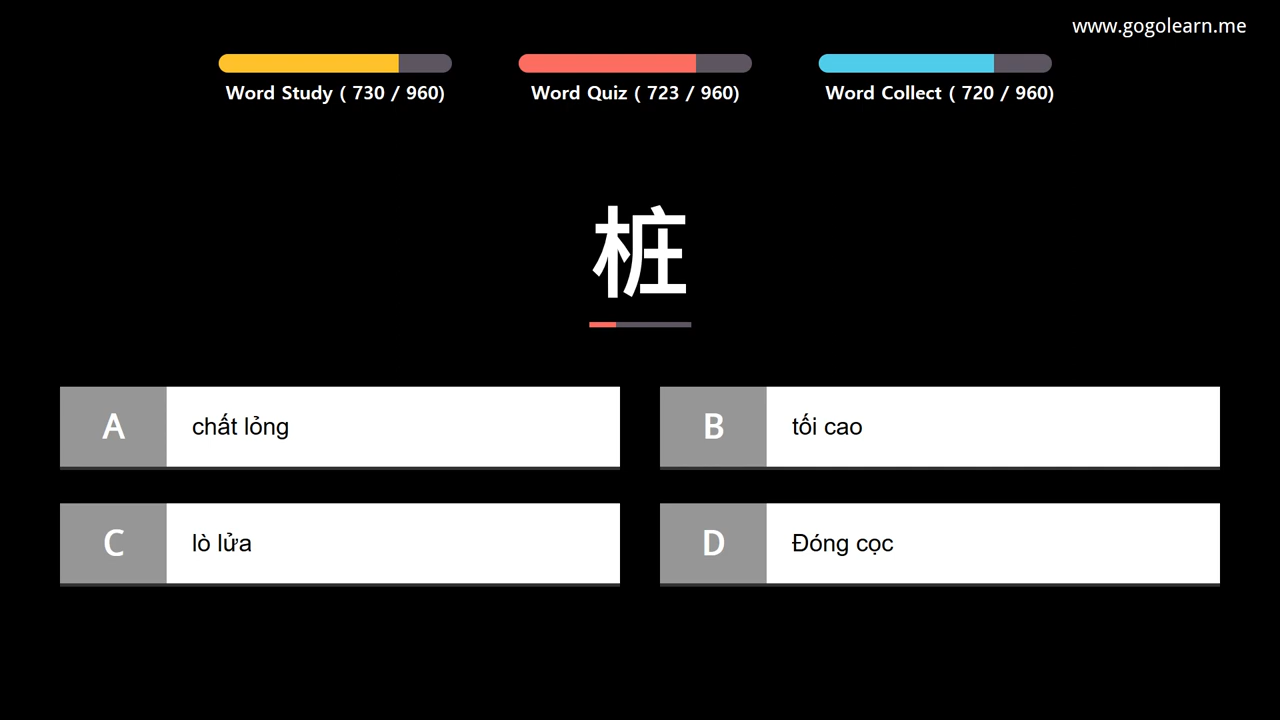 www.gogolearn.me
Word Study ( 730 / 960)
Word Quiz ( 723 / 960)
Word Collect ( 720 / 960)
桩
A
chất lỏng
B
tối cao
C
lò lửa
D
Đóng cọc